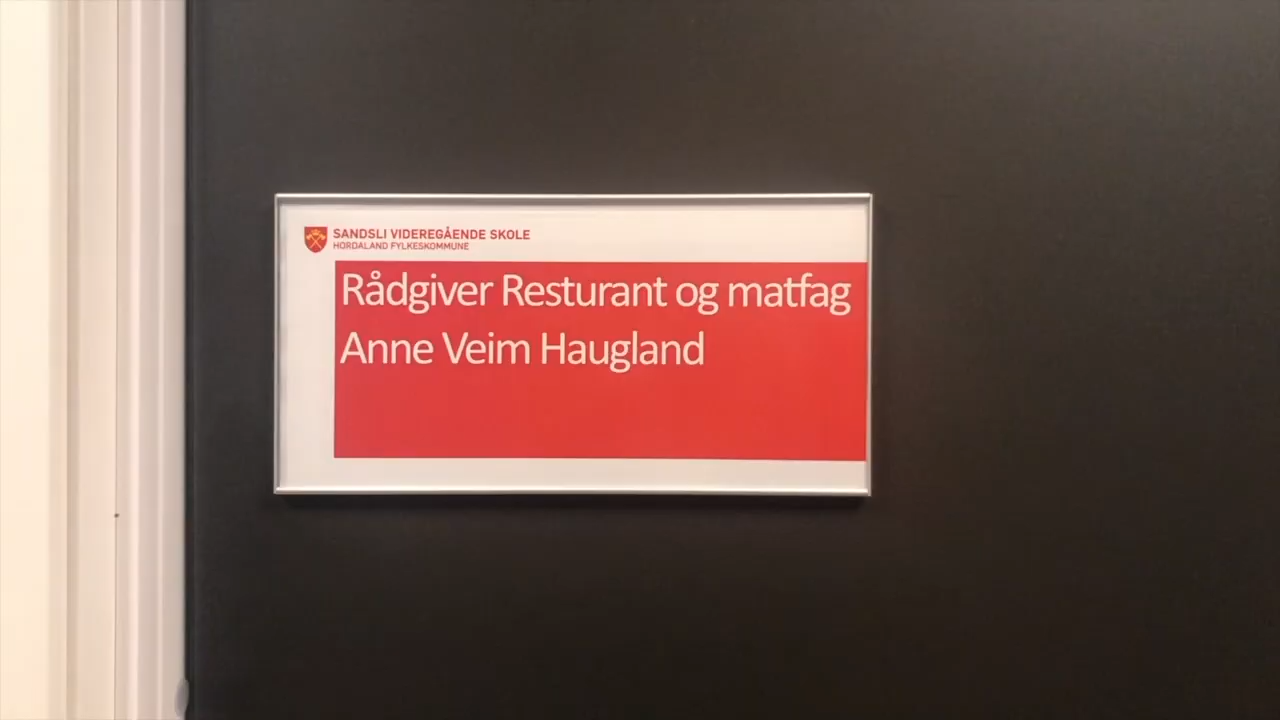 SANDSLI VIDEREGÅENDE SKOLE
HORDALAND FYLKESKOMMUNE
Rådgiver Resturant og matfag
Anne Veim Haugland